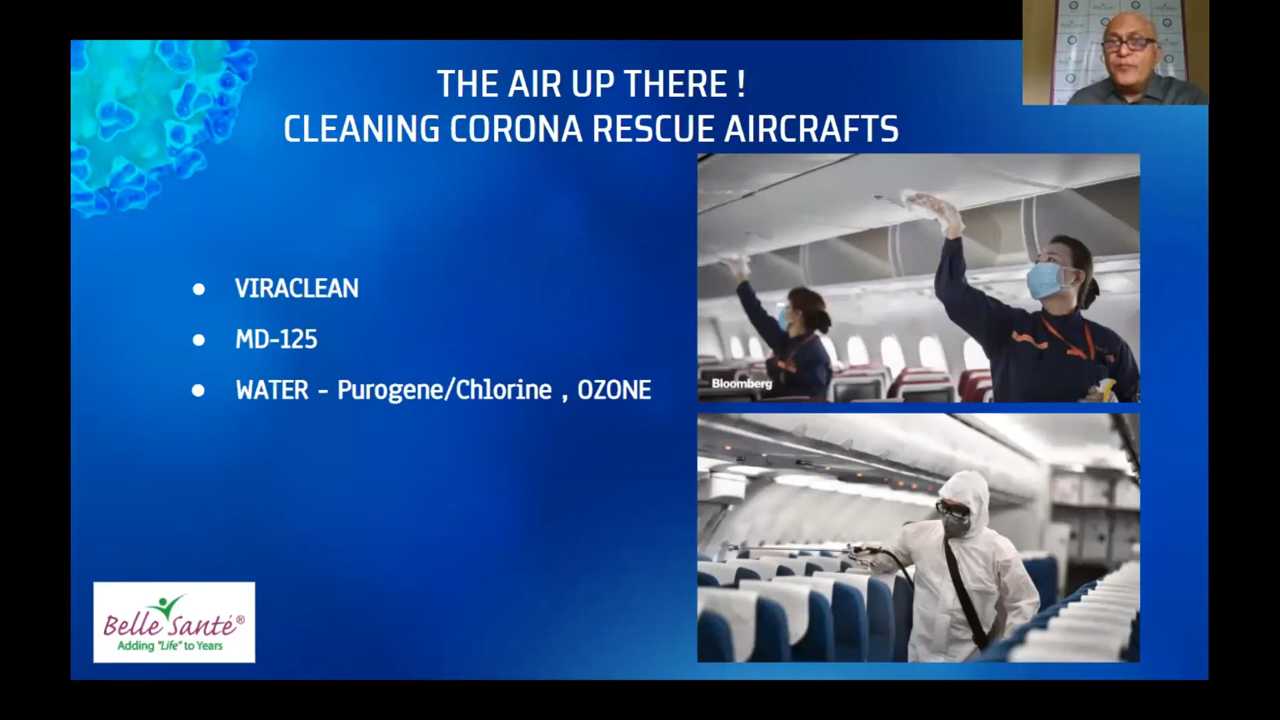 THE AIR UP THERE !
CLEANING CORONA RESCUE AIRCRAFTS
● VIRACLEAN
● MD-125
● WATER - Purogene/Chlorine , OZONE
Bloomberg
Belle Santé®
Adding "Life" to Years